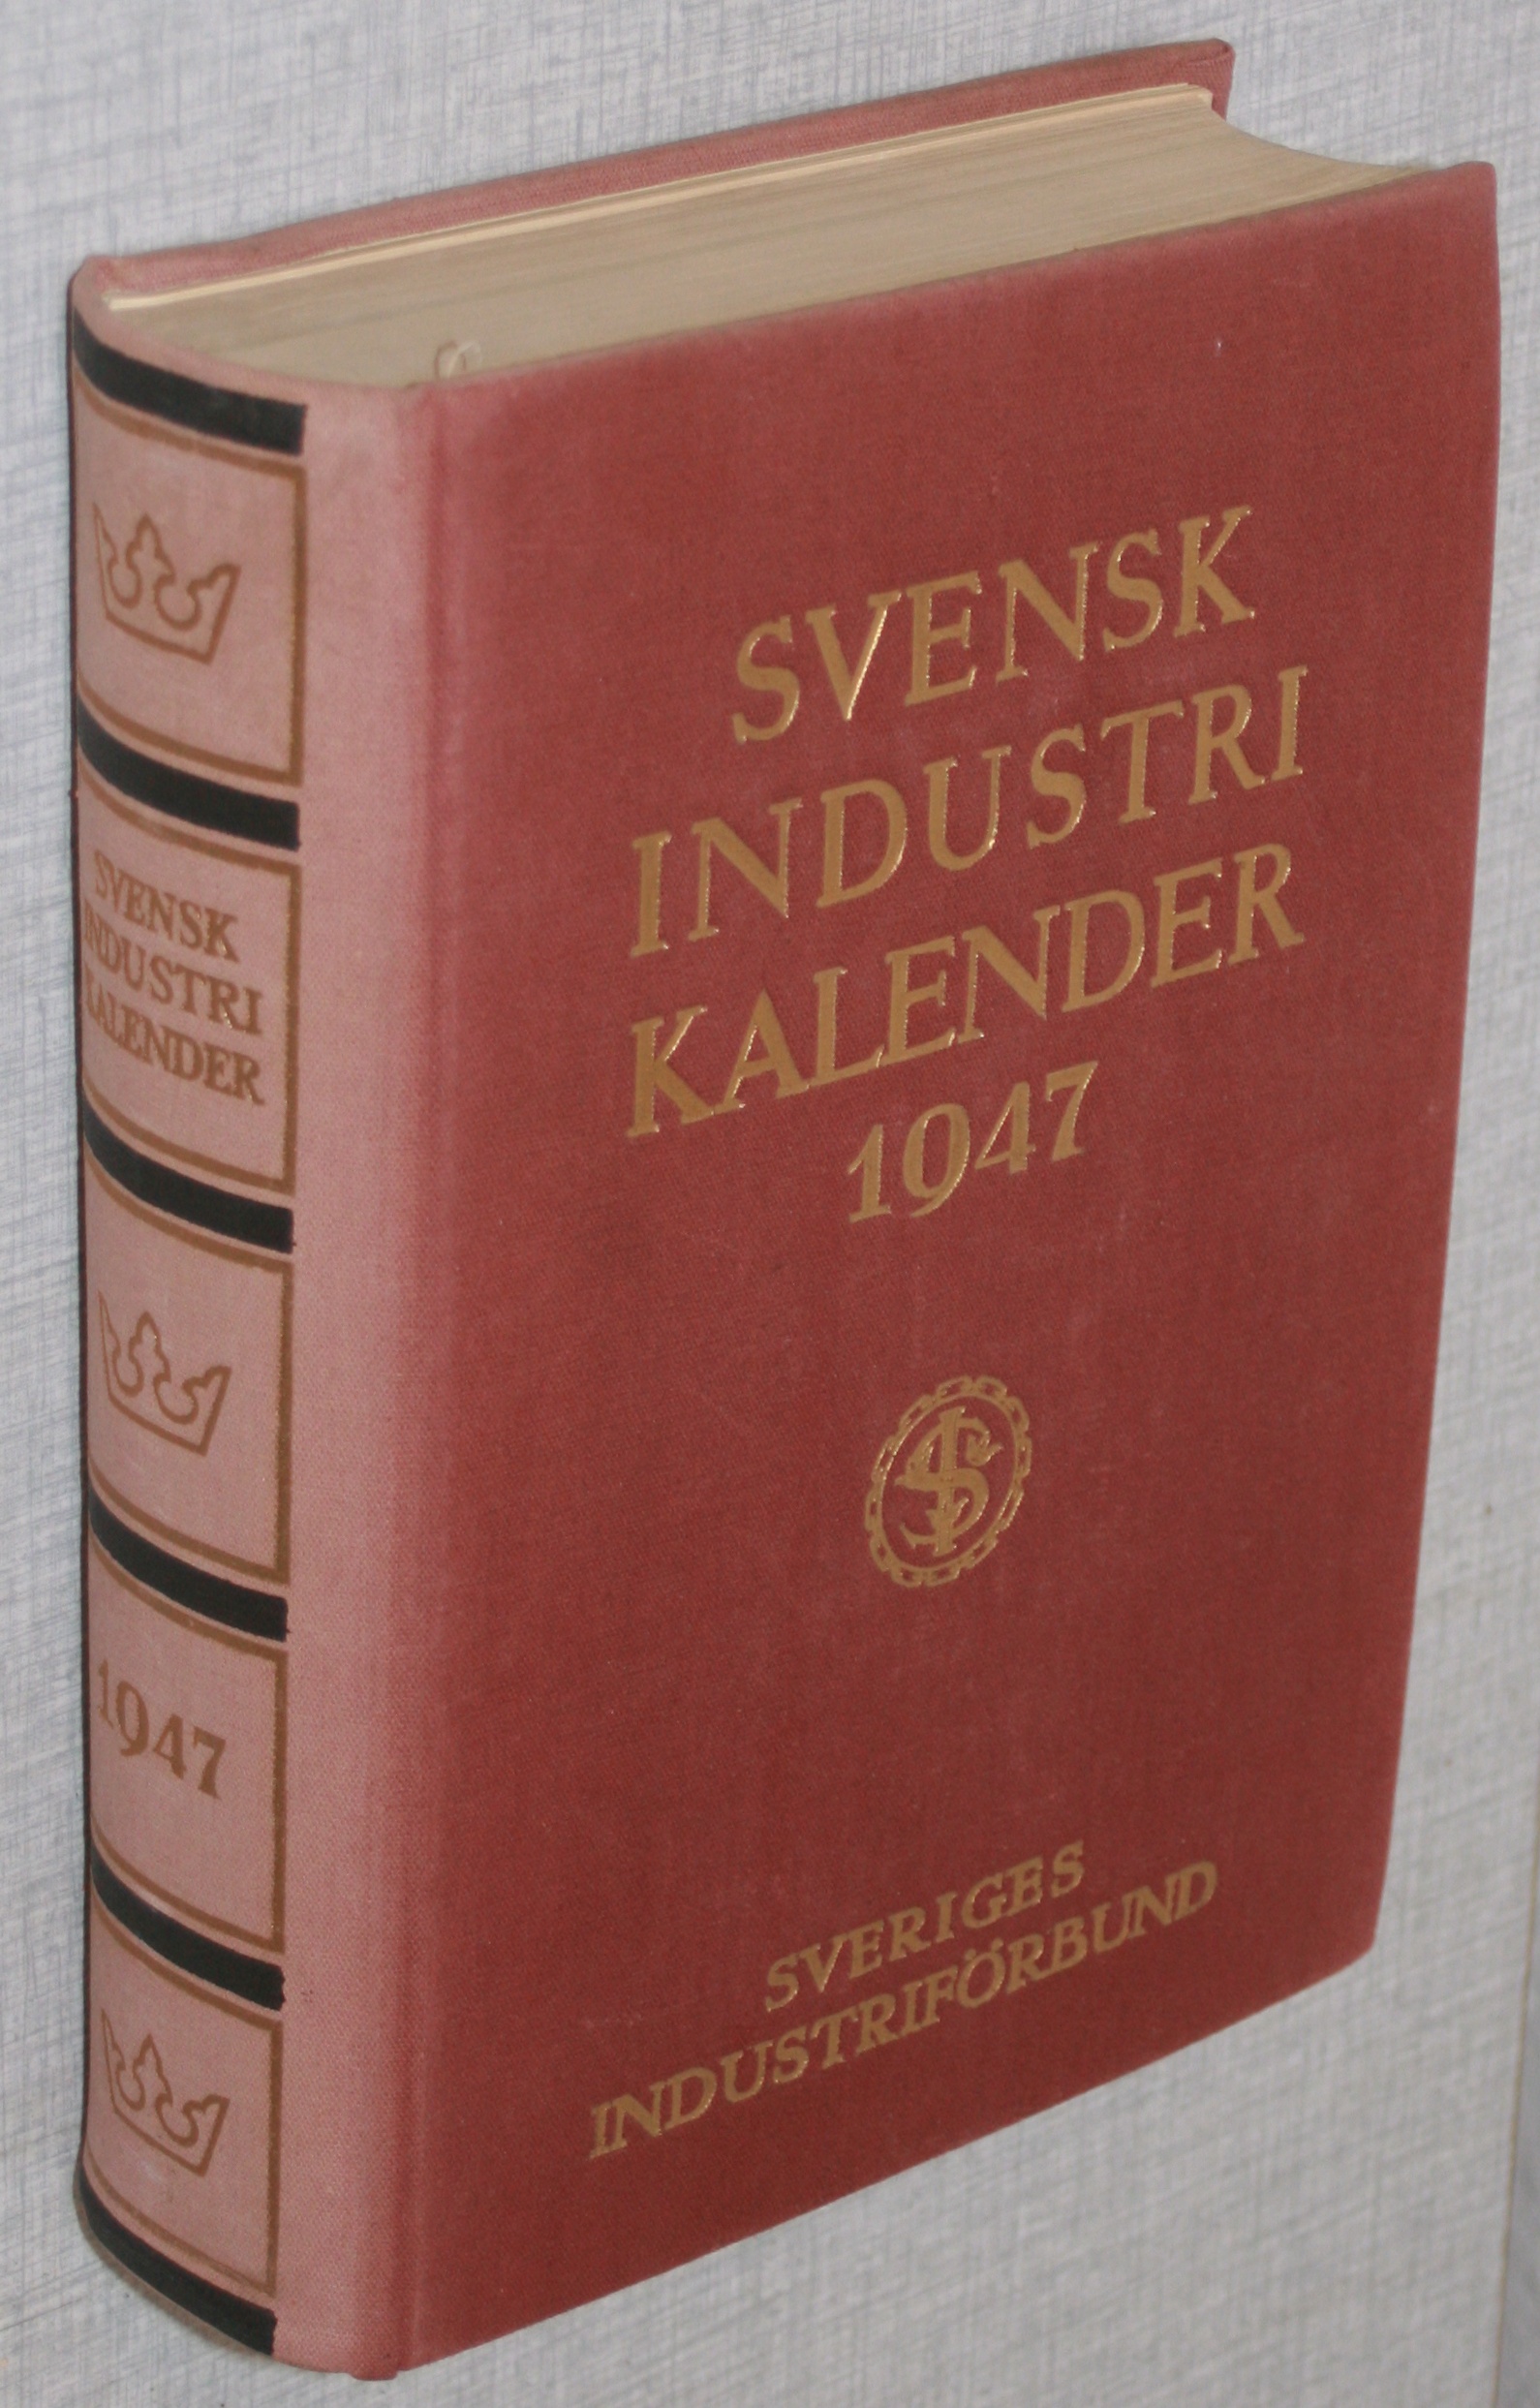 SVENSK
INDUSTRI
KALENDER
1947
SVENSK
INDUSTRI
KALENDER
1947
SVERIGES
INDUSTRIFÖRBUND